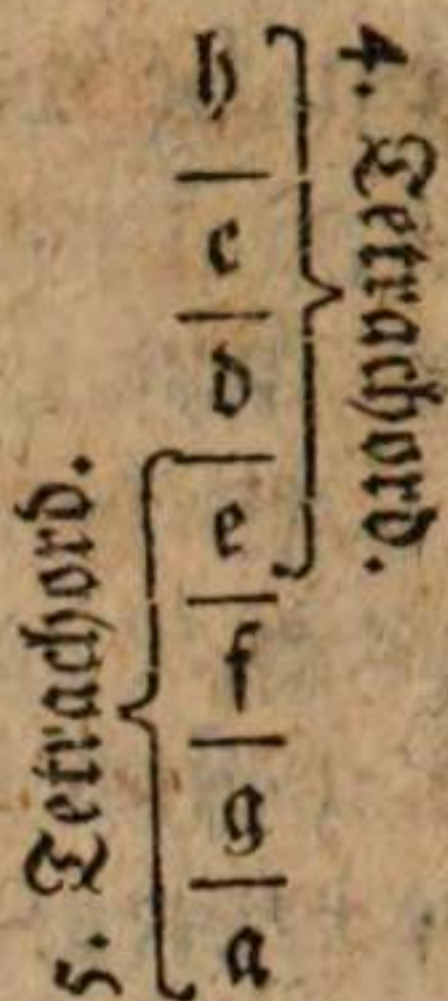 4. Tetrachord.
h | c | d | e | f | g | a
5. Tetrachord.